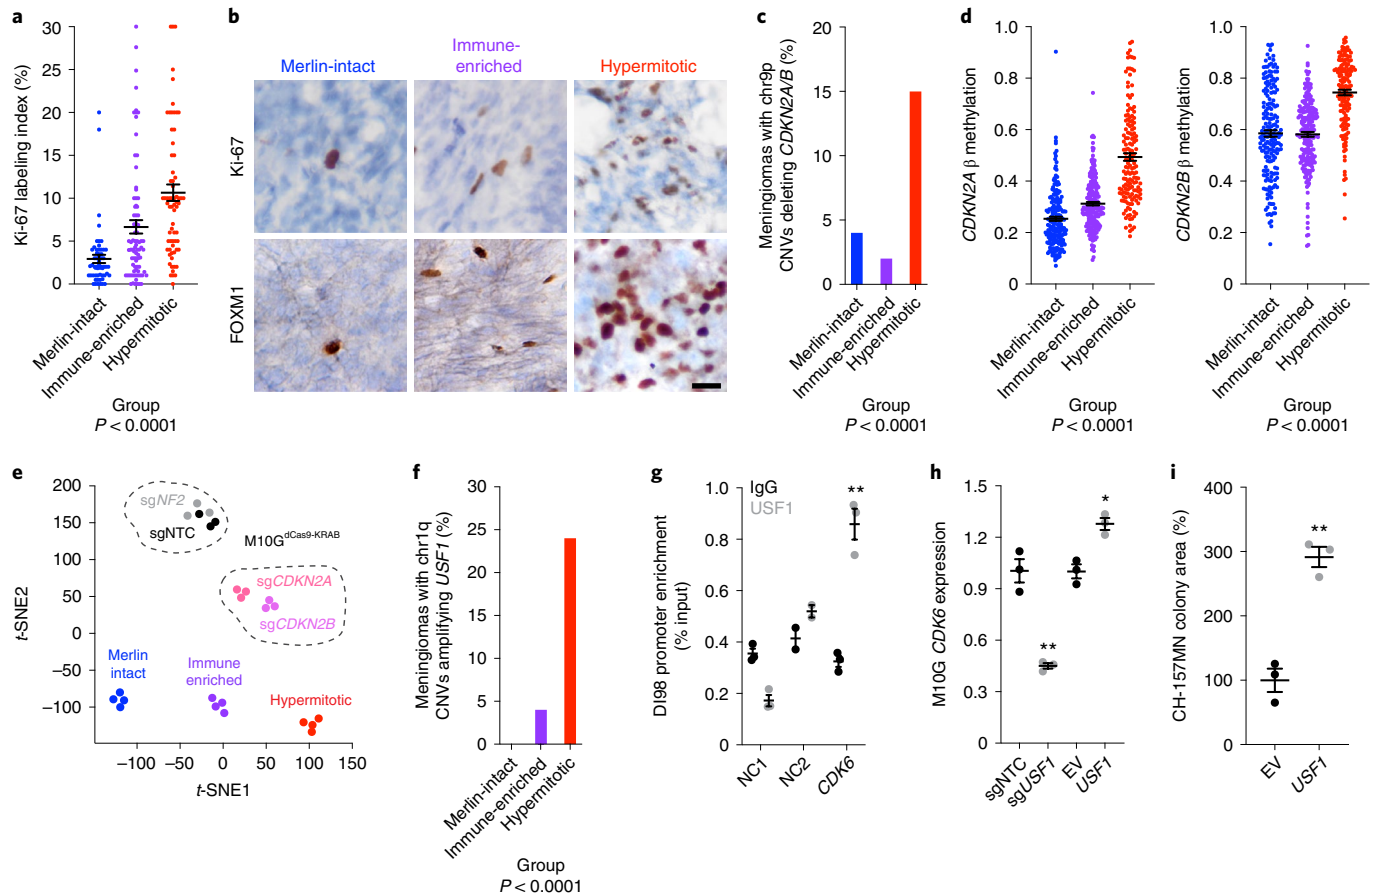 a
Ki-67 labeling index (%)
30
25
20
15
10
5
0
Merlin-intact
Immune-enriched
Hypermitotic
Group
P < 0.0001
b
Merlin-intact
Immune-
enriched
Hypermitotic
Ki-67
FOXM1
c
Meningiomas with chr9p
CNVs deleting CDKN2A/B (%)
20
15
10
5
0
Merlin-intact
Immune-enriched
Hypermitotic
Group
P < 0.0001
d
CDKN2A β methylation
1.0
0.8
0.6
0.4
0.2
0
Merlin-intact
Immune-enriched
Hypermitotic
Group
P < 0.0001
CDKN2B β methylation
1.0
0.8
0.6
0.4
0.2
0
Merlin-intact
Immune-enriched
Hypermitotic
Group
P < 0.0001
e
t-SNE2
200
150
100
50
0
−50
−100
sgNF2
sgNTC
M10GdCas9-KRAB
sgCDKN2A
sgCDKN2B
Merlin
intact
Immune
enriched
Hypermitotic
−100 −50 0 50 100 150
t-SNE1
f
Meningiomas with chr1q
CNVs amplifying USF1 (%)
30
25
20
15
10
5
0
Merlin-intact
Immune-enriched
Hypermitotic
Group
P < 0.0001
g
DI98 promoter enrichment
(% input)
1.0
0.8
0.6
0.4
0.2
0
IgG
USF1
**
NC1
NC2
CDK6
h
M10G CDK6 expression
1.5
1.2
0.9
0.6
0.3
0
**
*
sgNTC
sgUSF1
EV
USF1
i
CH-157MN colony area (%)
400
300
200
100
0
**
EV
USF1